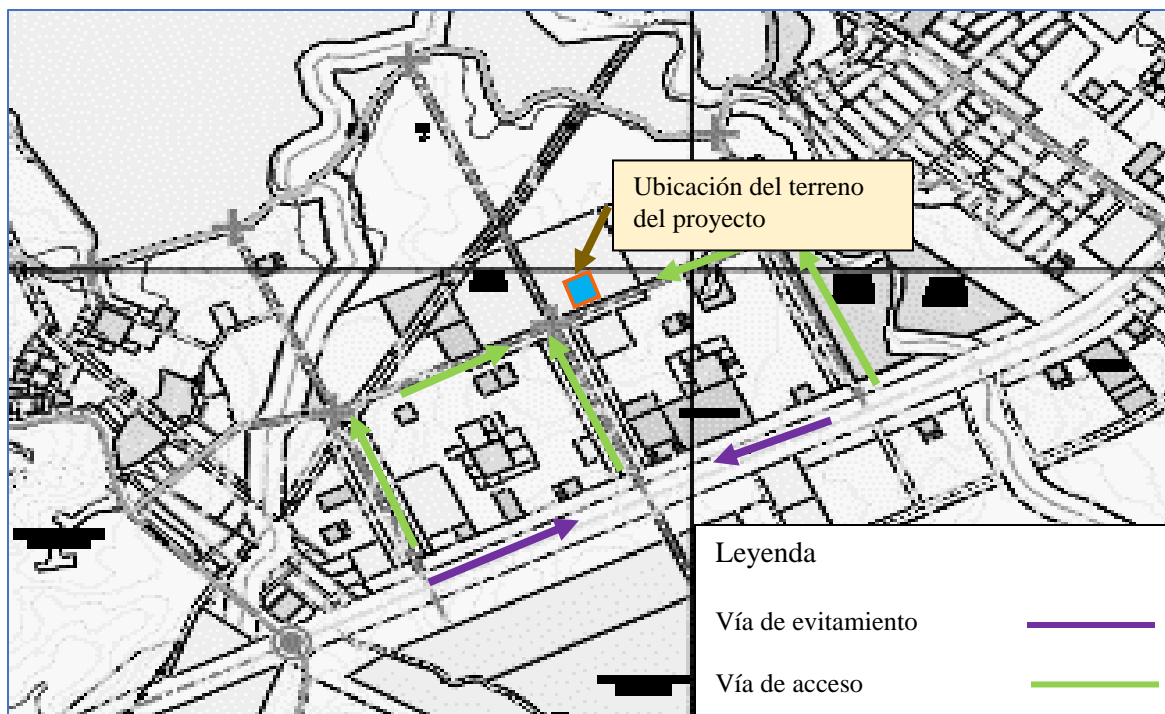 Ubicación del terreno
del proyecto
Leyenda
Vía de evitamiento
Vía de acceso